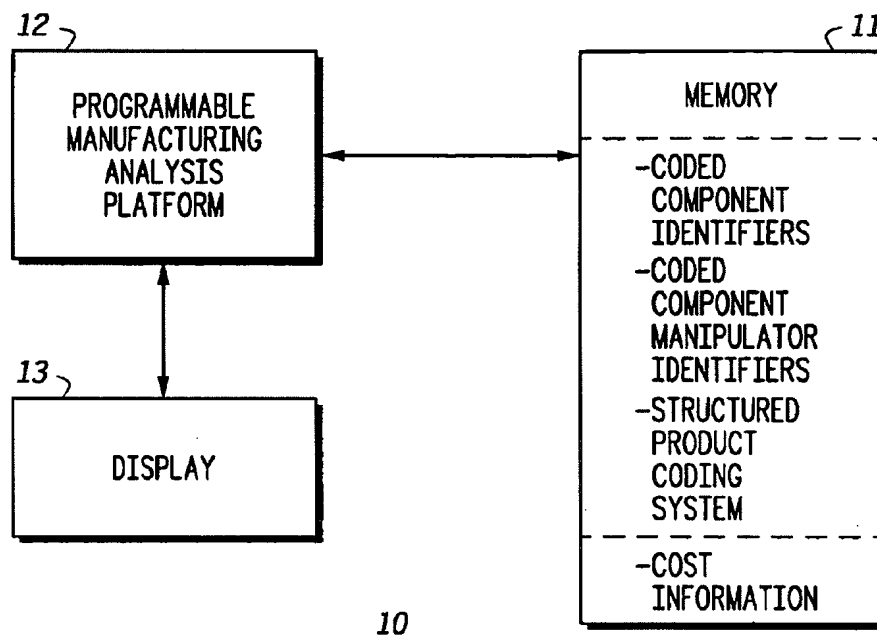 12
PROGRAMMABLE
MANUFACTURING
ANALYSIS
PLATFORM
13
DISPLAY
11
MEMORY
-CODED
COMPONENT
IDENTIFIERS
-CODED
COMPONENT
MANIPULATOR
IDENTIFIERS
-STRUCTURED
PRODUCT
CODING
SYSTEM
-COST
INFORMATION
10